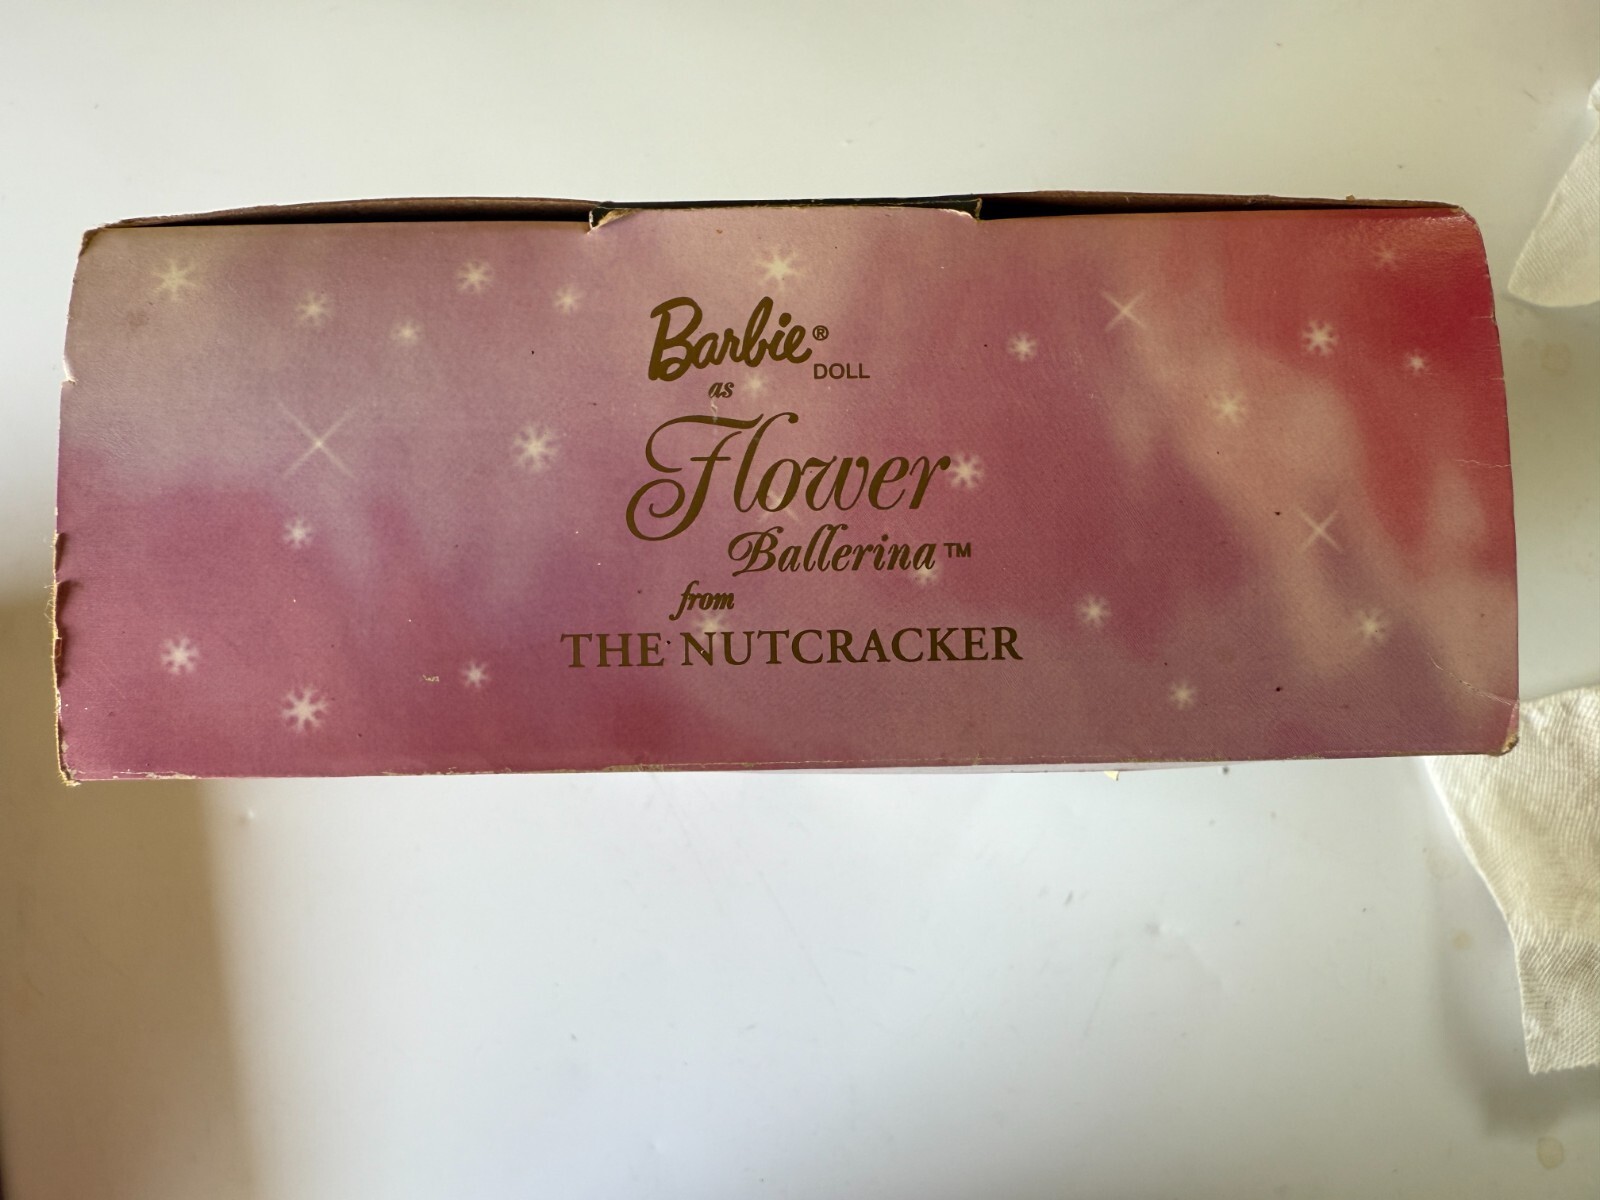 Barbie® DOLL
as
Flower
Ballerina™
from
THE NUTCRACKER